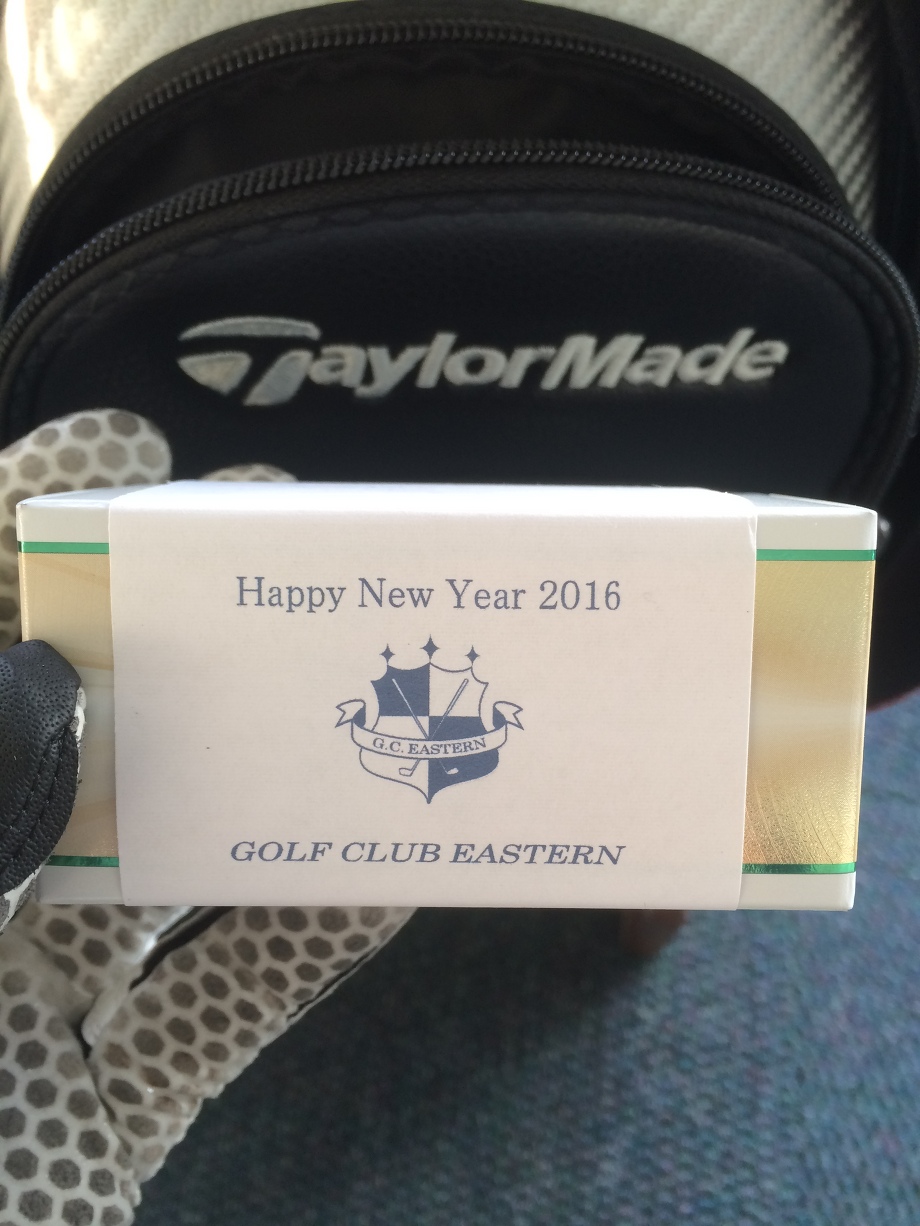 TaylorMade
Happy New Year 2016
G.C. EASTERN
GOLF CLUB EASTERN